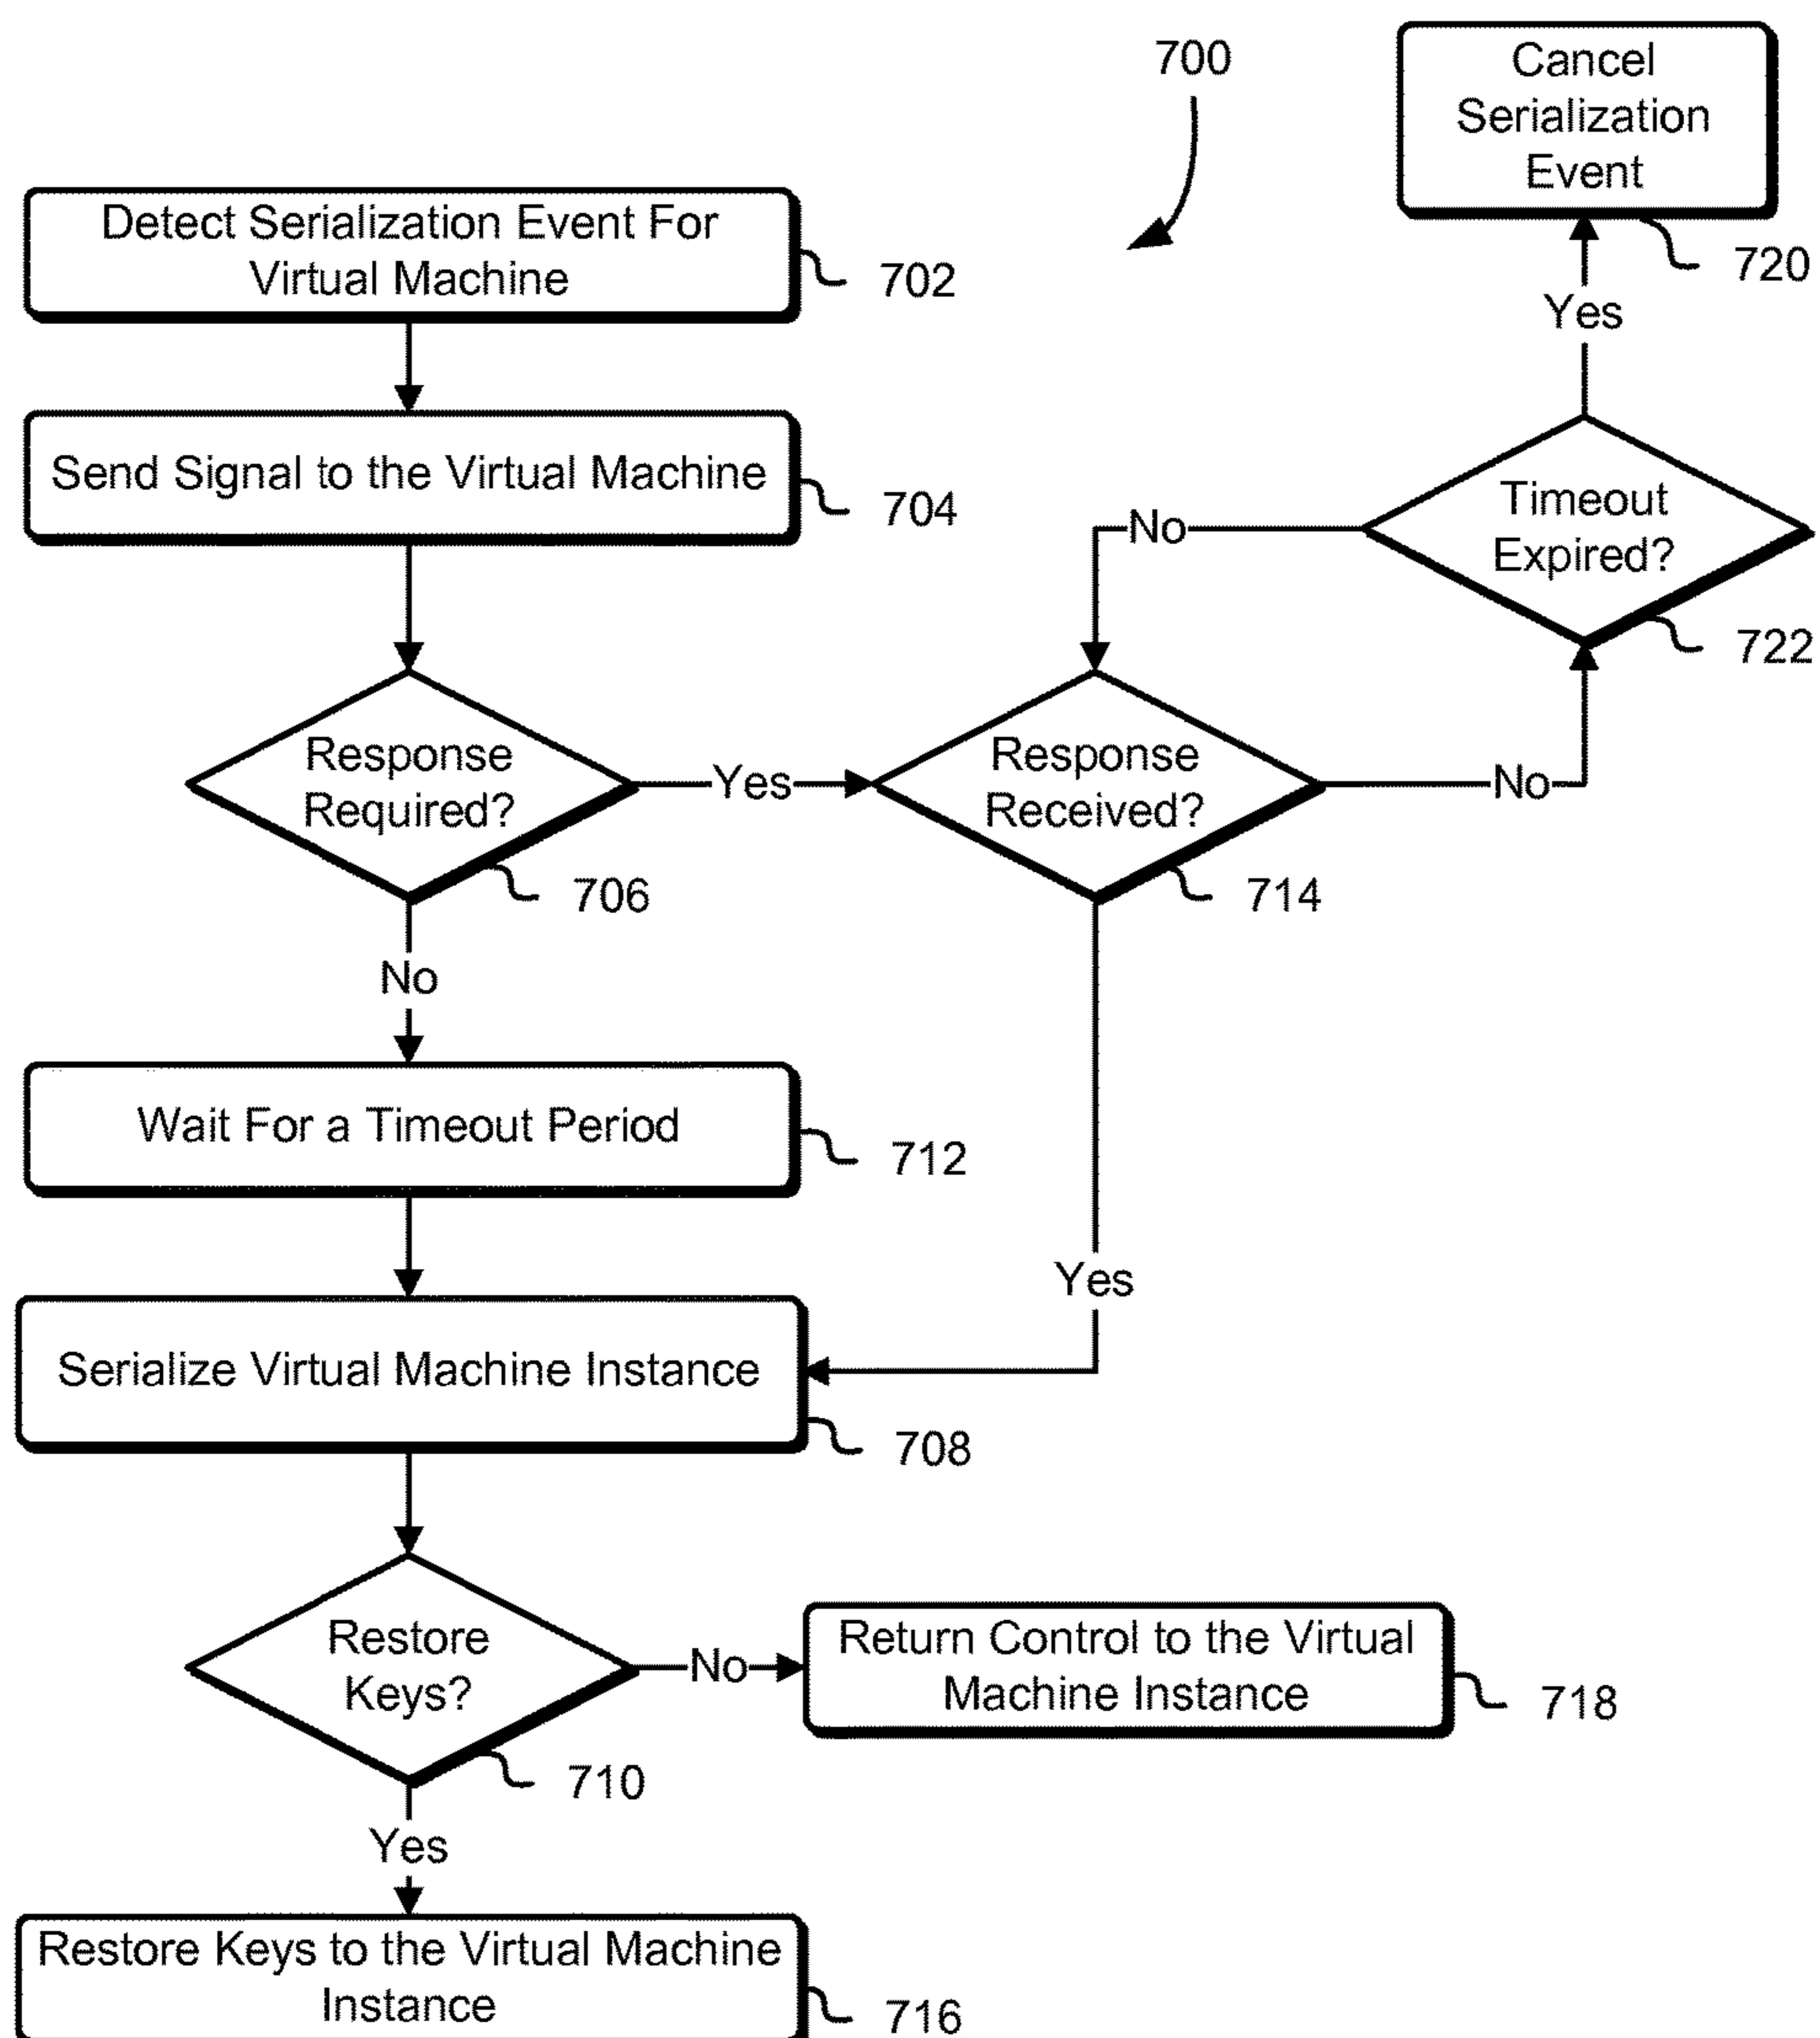 700
Cancel
Serialization
Event
720
Detect Serialization Event For
Virtual Machine
702
Yes
Send Signal to the Virtual Machine
704
No
Timeout
Expired?
722
Response
Required?
706
Yes
Response
Received?
714
No
No
Wait For a Timeout Period
712
Yes
Serialize Virtual Machine Instance
708
Restore
Keys?
710
No
Return Control to the Virtual
Machine Instance
718
Yes
Restore Keys to the Virtual Machine
Instance
716